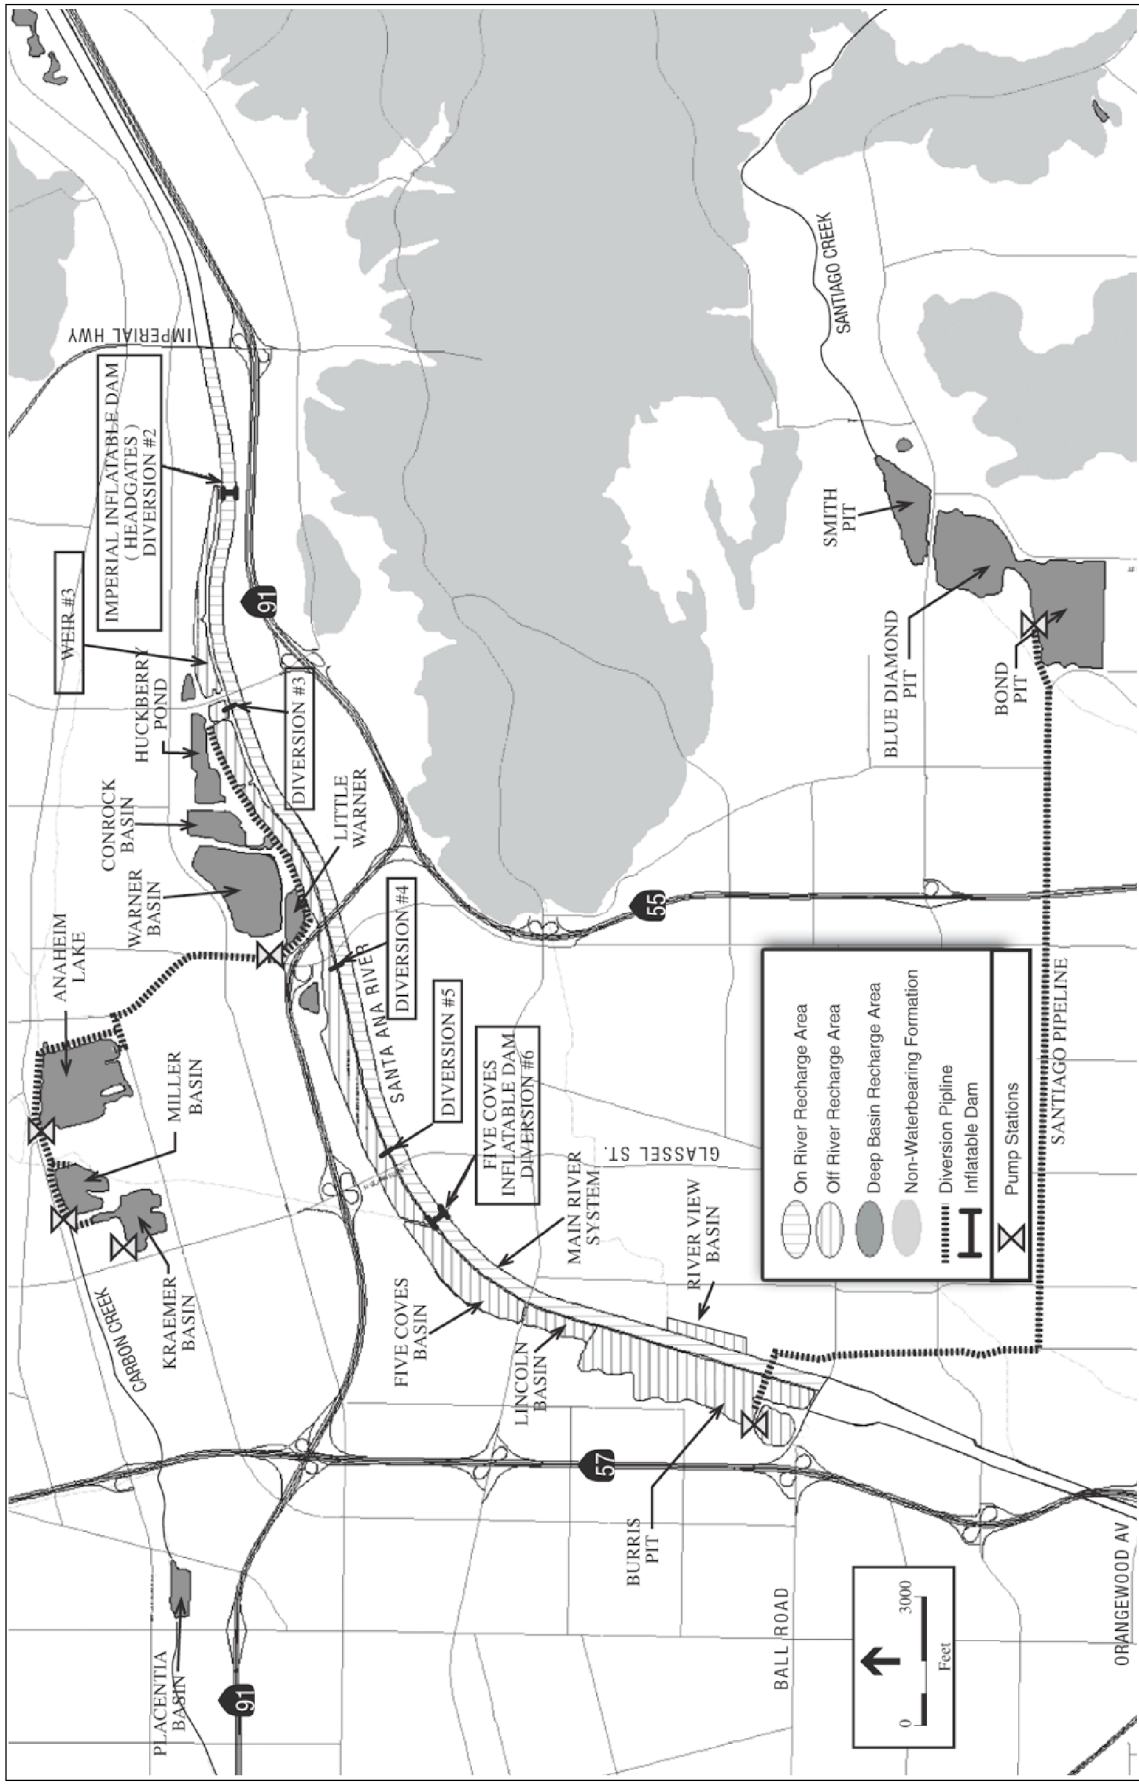 IMPERIAL HWY
IMPERIAL INFLATABLE DAM
( HEADGATES )
DIVERSION #2
WEIR #3
HUCKBERRY
POND
CONROCK
BASIN
WARNER
BASIN
ANAHEIM
LAKE
MILLER
BASIN
KRAEMER
BASIN
CARBON CREEK
PLACENTIA
BASIN
91
91
DIVERSION #3
LITTLE
WARNER
DIVERSION #4
SANTA ANA RIVER
DIVERSION #5
FIVE COVES
INFLATABLE DAM
DIVERSION #6
GLASSEL ST.
MAIN RIVER
SYSTEM
RIVER VIEW
BASIN
FIVE COVES
BASIN
LINCOLN
BASIN
57
BURRIS
PIT
BALL ROAD
ORANGEWOOD AV
55
SANTIAGO CREEK
SMITH
PIT
BLUE DIAMOND
PIT
BOND
PIT
SANTIAGO PIPELINE
On River Recharge Area
Off River Recharge Area
Deep Basin Recharge Area
Non-Waterbearing Formation
Diversion Pipline
Inflatable Dam
Pump Stations
0 3000
Feet